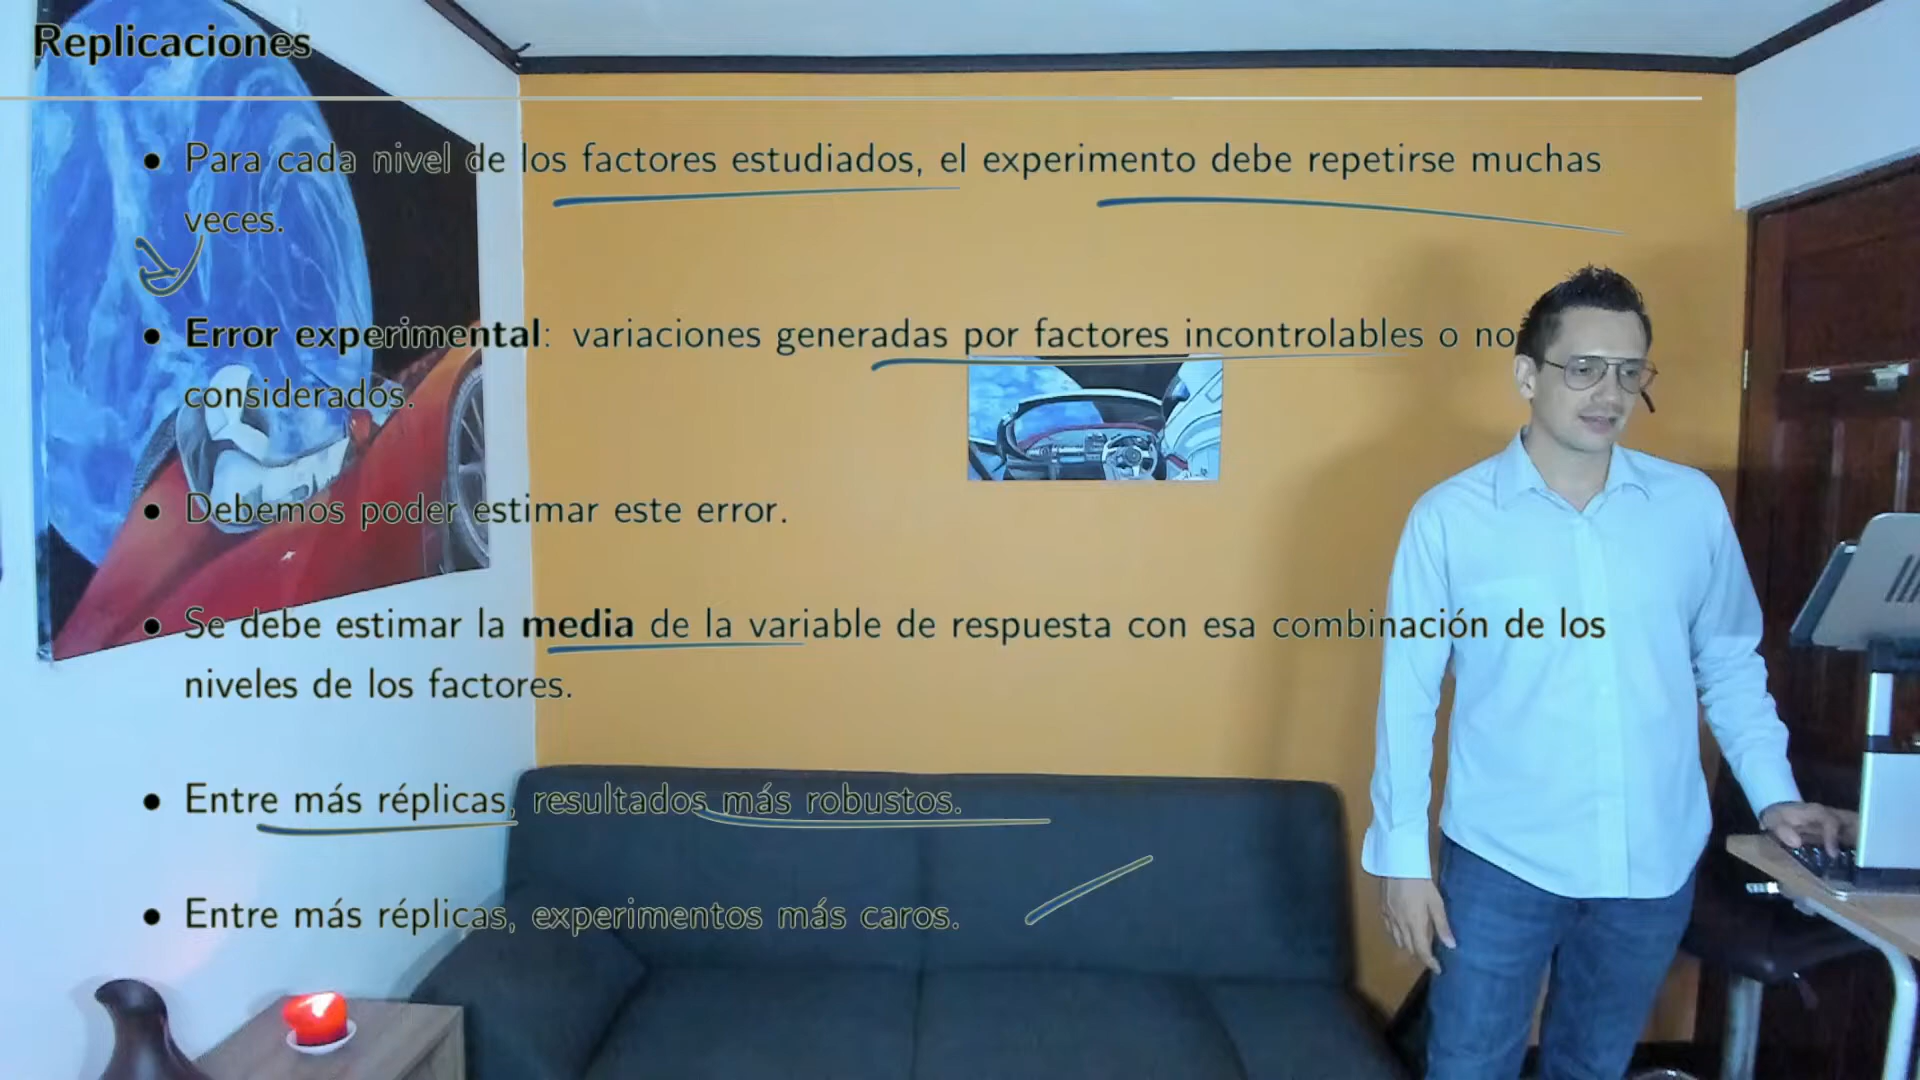 Replicaciones
• Para cada nivel de los factores estudiados, el experimento debe repetirse muchas
veces.
• Error experimental: variaciones generadas por factores incontrolables o no
considerados.
• Debemos poder estimar este error.
• Se debe estimar la media de la variable de respuesta con esa combinación de los
niveles de los factores.
• Entre más réplicas, resultados más robustos.
• Entre más réplicas, experimentos más caros.